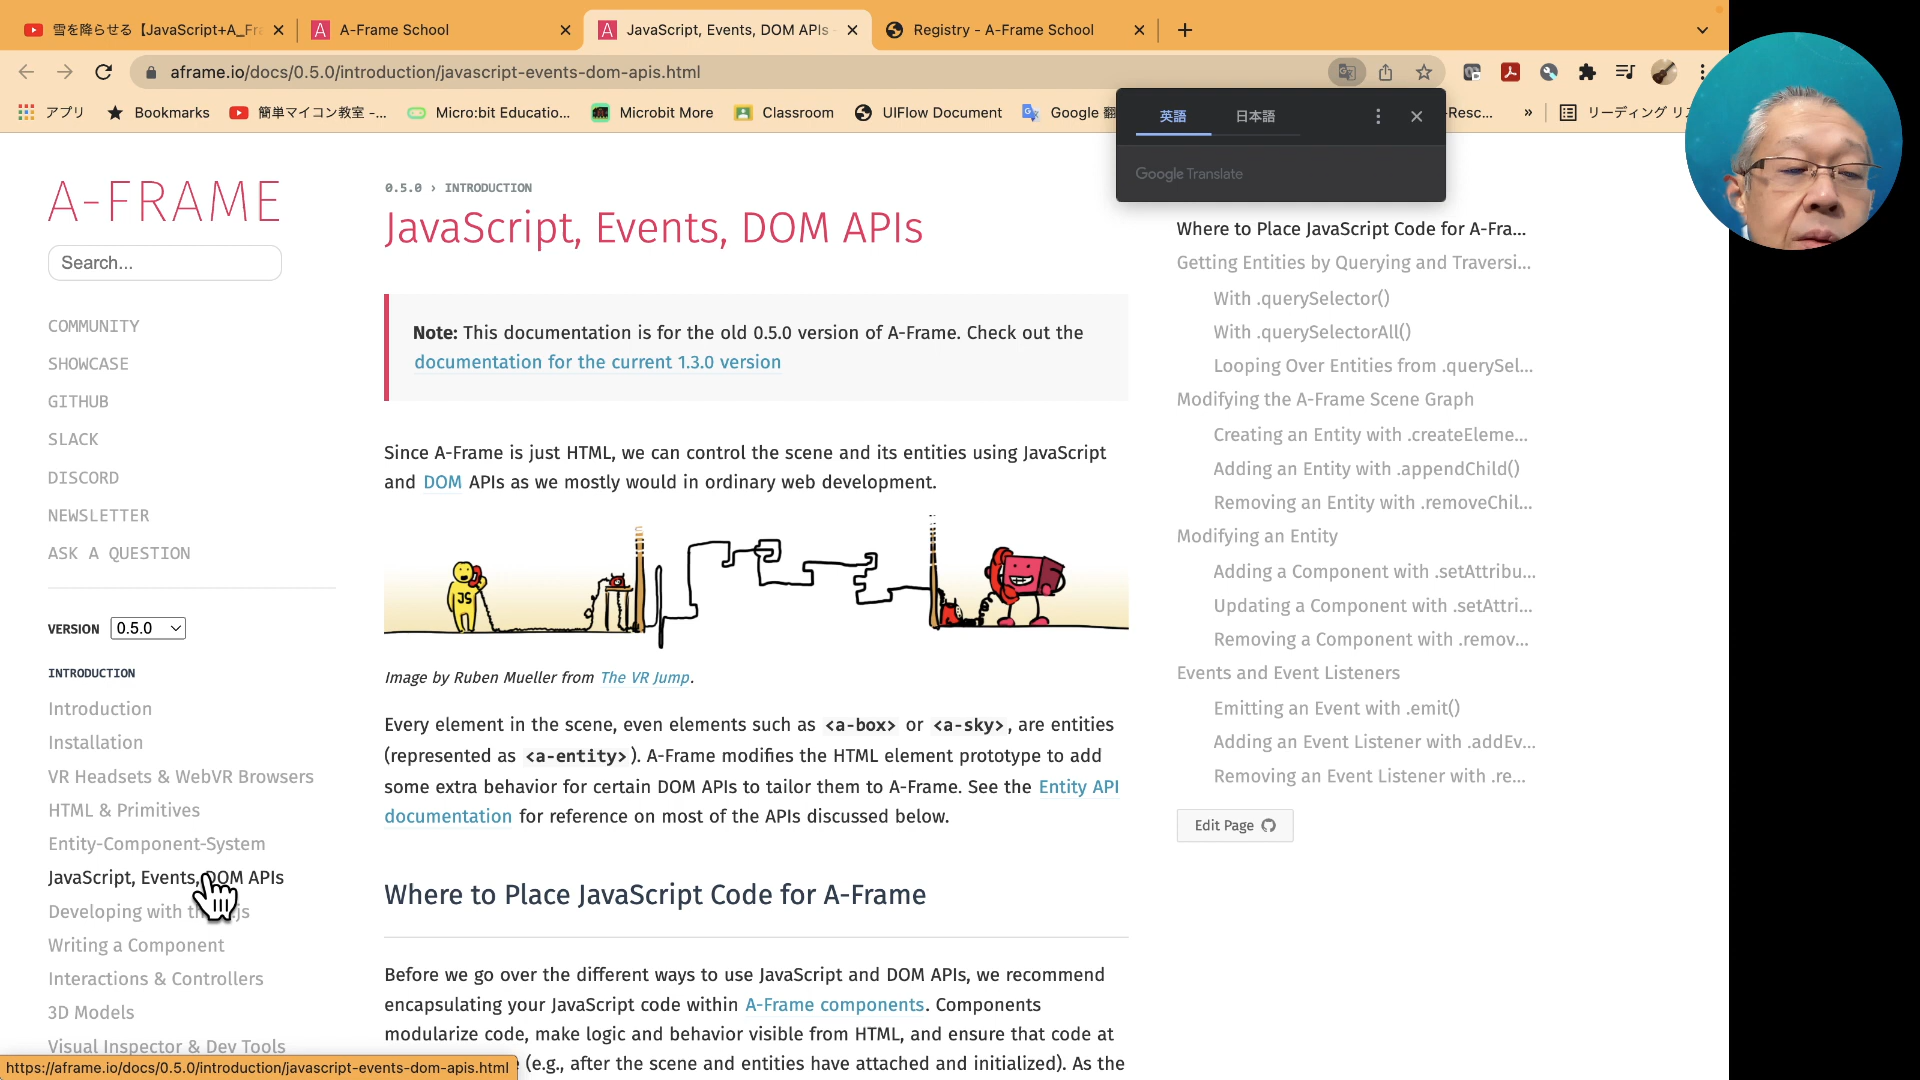 雪を降らせる【JavaScript+A_Fra
A-Frame School
JavaScript, Events, DOM APIs -
Registry - A-Frame School
aframe.io/docs/0.5.0/introduction/javascript-events-dom-apis.html
アプリ
Bookmarks
簡単マイコン教室 -...
Micro:bit Educatio...
Microbit More
Classroom
UIFlow Document
Google 翻
-Resc...
»
リーディング リス
英語
日本語
Google Translate
A-FRAME
Search...
COMMUNITY
SHOWCASE
GITHUB
SLACK
DISCORD
NEWSLETTER
ASK A QUESTION
VERSION 0.5.0
INTRODUCTION
Introduction
Installation
VR Headsets & WebVR Browsers
HTML & Primitives
Entity-Component-System
JavaScript, Events, DOM APIs
Developing with th js
Writing a Component
Interactions & Controllers
3D Models
Visual Inspector & Dev Tools
https://aframe.io/docs/0.5.0/introduction/javascript-events-dom-apis.html
0.5.0 › INTRODUCTION
JavaScript, Events, DOM APIs
Note: This documentation is for the old 0.5.0 version of A-Frame. Check out the
documentation for the current 1.3.0 version
Since A-Frame is just HTML, we can control the scene and its entities using JavaScript
and DOM APIs as we mostly would in ordinary web development.
JS
Image by Ruben Mueller from The VR Jump.
Every element in the scene, even elements such as <a-box> or <a-sky>, are entities
(represented as <a-entity>). A-Frame modifies the HTML element prototype to add
some extra behavior for certain DOM APIs to tailor them to A-Frame. See the Entity API
documentation for reference on most of the APIs discussed below.
Where to Place JavaScript Code for A-Frame
Before we go over the different ways to use JavaScript and DOM APIs, we recommend
encapsulating your JavaScript code within A-Frame components. Components
modularize code, make logic and behavior visible from HTML, and ensure that code at
(e.g., after the scene and entities have attached and initialized). As the
Where to Place JavaScript Code for A-Fra...
Getting Entities by Querying and Traversi...
With .querySelector()
With .querySelectorAll()
Looping Over Entities from .querySel...
Modifying the A-Frame Scene Graph
Creating an Entity with .createEleme...
Adding an Entity with .appendChild()
Removing an Entity with .removeChil...
Modifying an Entity
Adding a Component with .setAttribu...
Updating a Component with .setAttri...
Removing a Component with .remov...
Events and Event Listeners
Emitting an Event with .emit()
Adding an Event Listener with .addEv...
Removing an Event Listener with .re...
Edit Page